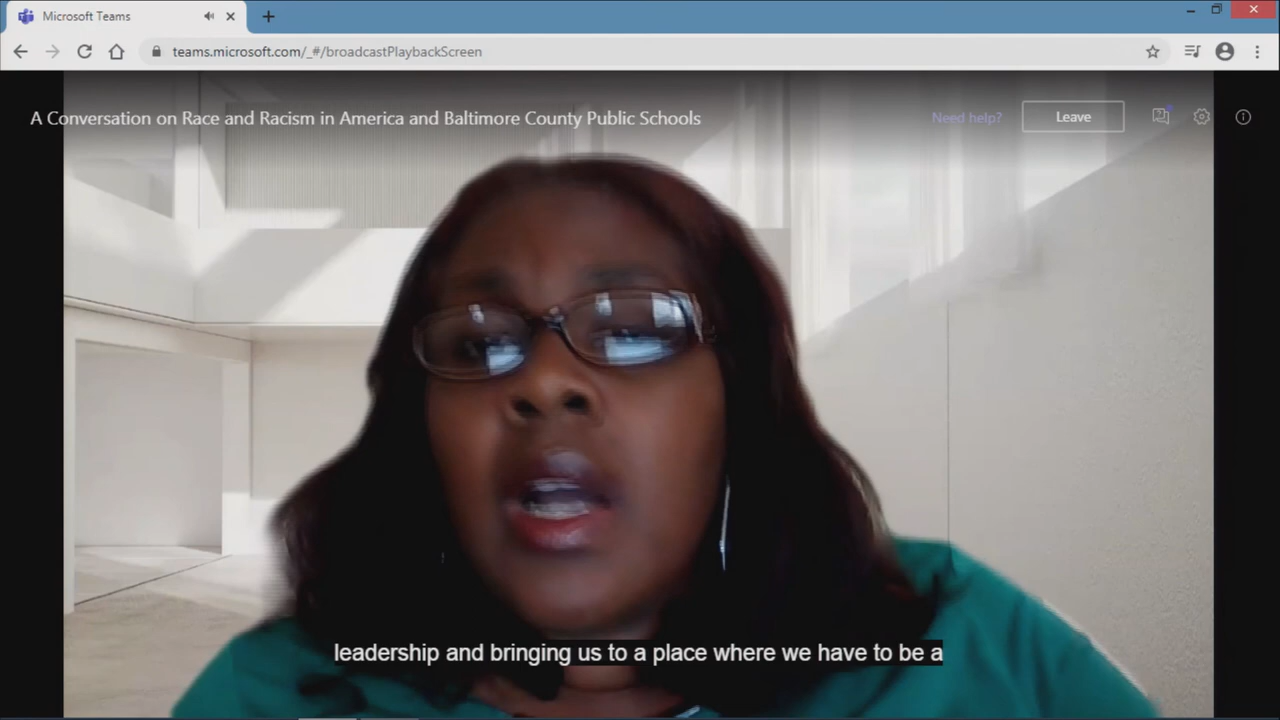 Microsoft Teams
teams.microsoft.com/_#/broadcastPlaybackScreen
A Conversation on Race and Racism in America and Baltimore County Public Schools
Need help?
Leave
leadership and bringing us to a place where we have to be a